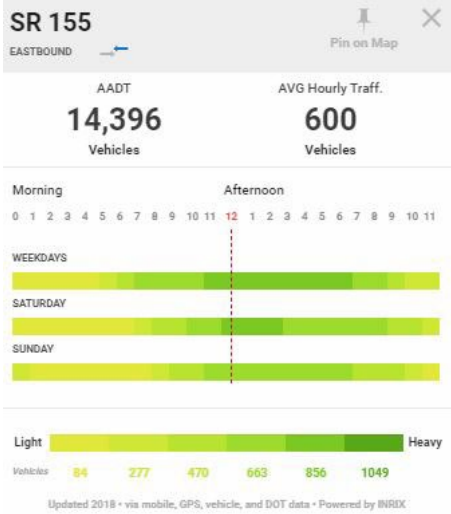 SR 155
Pin on Map
EASTBOUND
AADT AVG Hourly Traff.
14,396 600
Vehicles Vehicles
Morning Afternoon
0 1 2 3 4 5 6 7 8 9 10 11 12 1 2 3 4 5 6 7 8 9 10 11
WEEKDAYS
SATURDAY
SUNDAY
Light Heavy
Vehicles 84 277 470 663 856 1049
Updated 2018 • via mobile, GPS, vehicle, and DOT data • Powered by INRIX